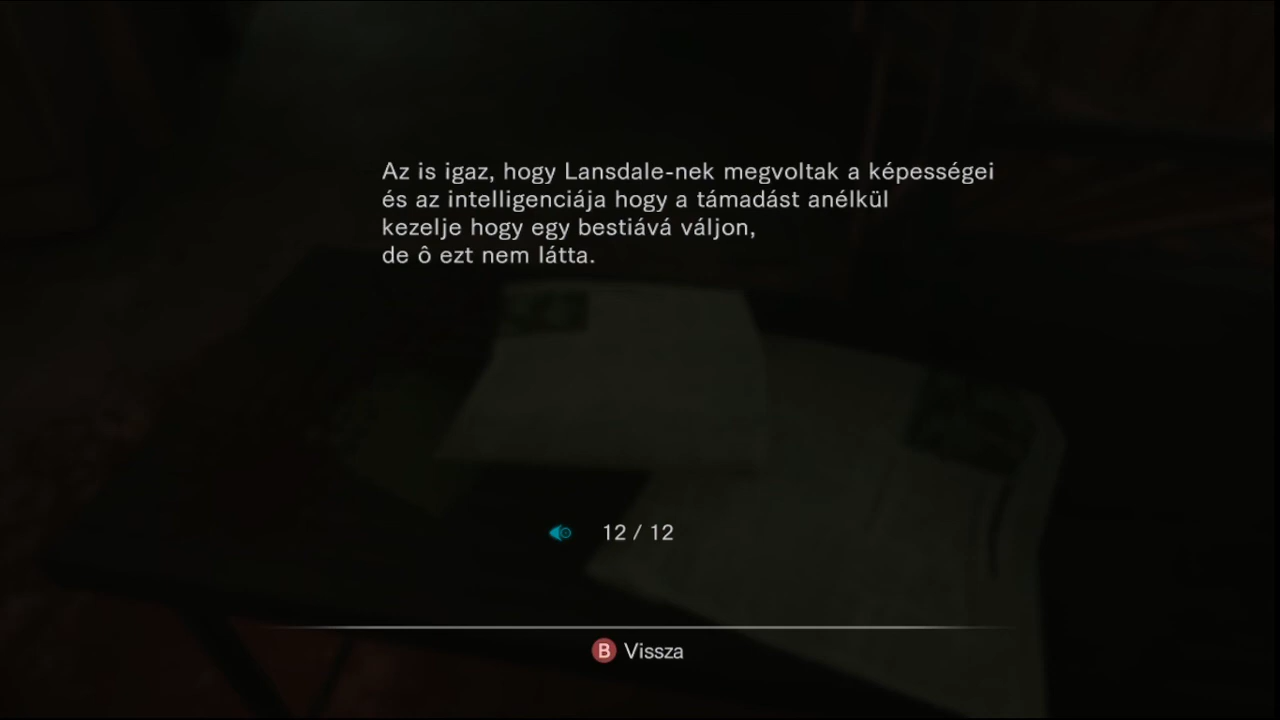 Az is igaz, hogy Lansdale-nek megvoltak a képességei
és az intelligenciája hogy a támadást anélkül
kezelje hogy egy bestiává váljon,
de ô ezt nem látta.
12 / 12
B Vissza